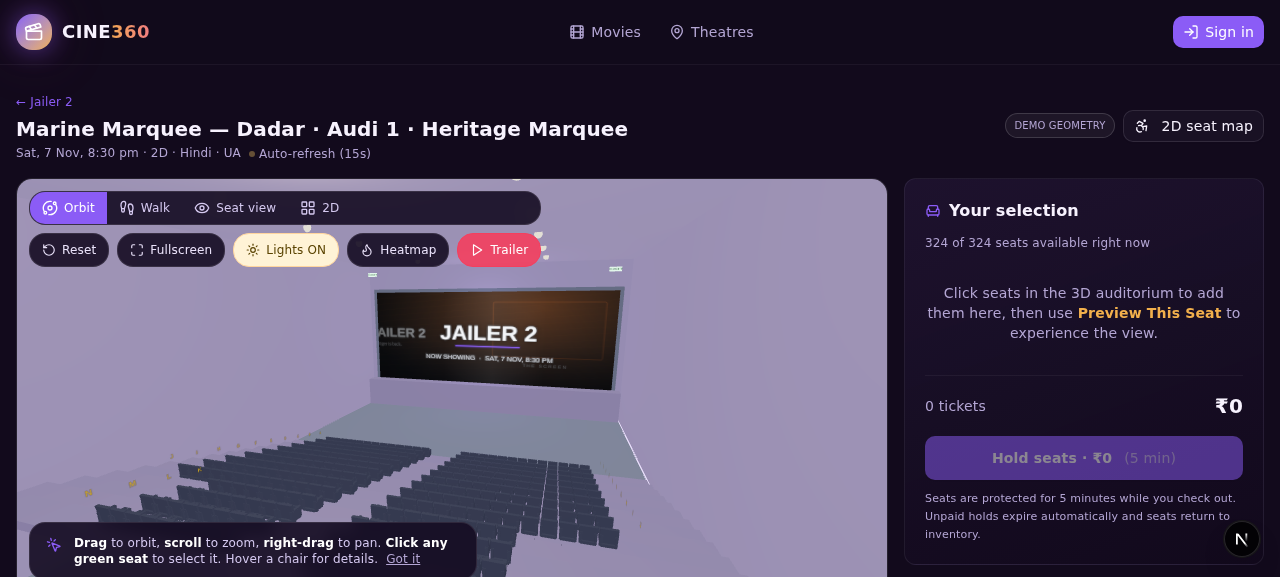 CINE360
Movies
Theatres
Sign in
← Jailer 2
Marine Marquee — Dadar · Audi 1 · Heritage Marquee
Sat, 7 Nov, 8:30 pm · 2D · Hindi · UA
Auto-refresh (15s)
DEMO GEOMETRY
2D seat map
Orbit
Walk
Seat view
2D
Reset
Fullscreen
Lights ON
Heatmap
Trailer
AILER 2
JAILER 2
NOW SHOWING · SAT, 7 NOV, 8:30 PM
Drag to orbit, scroll to zoom, right-drag to pan. Click any
green seat to select it. Hover a chair for details. Got it
Your selection
324 of 324 seats available right now
Click seats in the 3D auditorium to add
them here, then use Preview This Seat to
experience the view.
0 tickets
₹0
Hold seats · ₹0 (5 min)
Seats are protected for 5 minutes while you check out.
Unpaid holds expire automatically and seats return to
inventory.
N